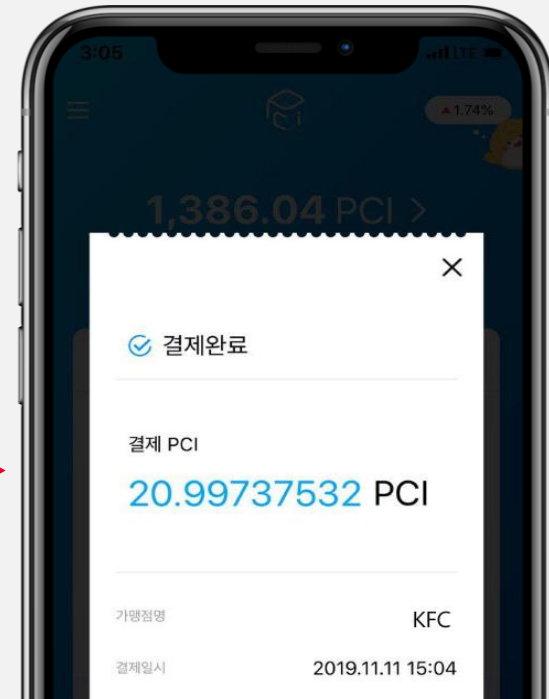 3:05
LTE
PCi
▲1.74%
1,386.04 PCI >
결제완료
결제 PCI
20.99737532 PCI
가맹점명 KFC
결제일시 2019.11.11 15:04